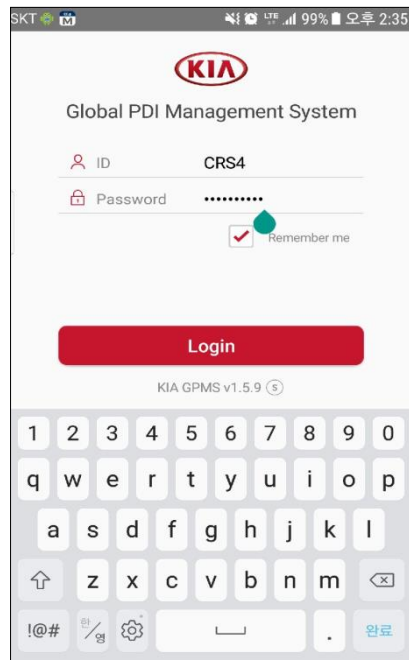 SKT LTE 99% 오후 2:35
KIA
Global PDI Management System
ID CRS4
Password ••••••••••
Remember me
Login
KIA GPMS v1.5.9 S
1 2 3 4 5 6 7 8 9 0
q w e r t y u i o p
a s d f g h j k l
z x c v b n m
!@# 한/영 . 완료